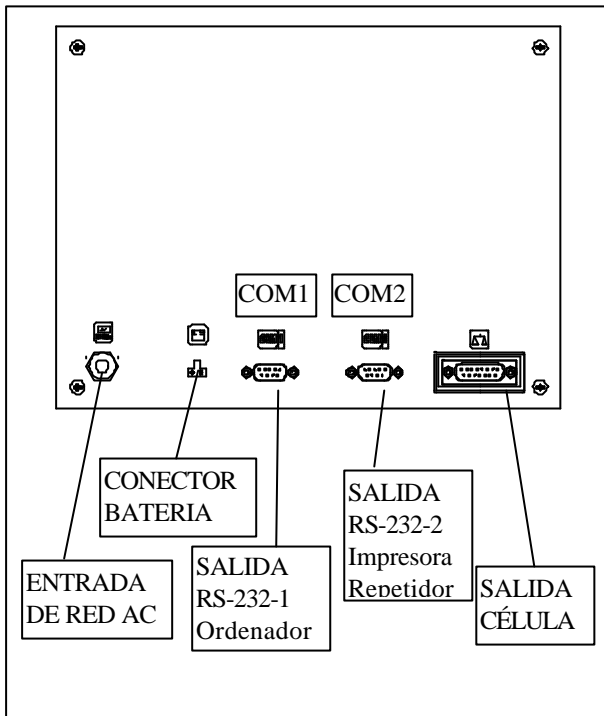 COM1
COM2
CONECTOR
BATERIA
SALIDA
RS-232-2
Impresora
Repetidor
ENTRADA
DE RED AC
SALIDA
RS-232-1
Ordenador
SALIDA
CÉLULA